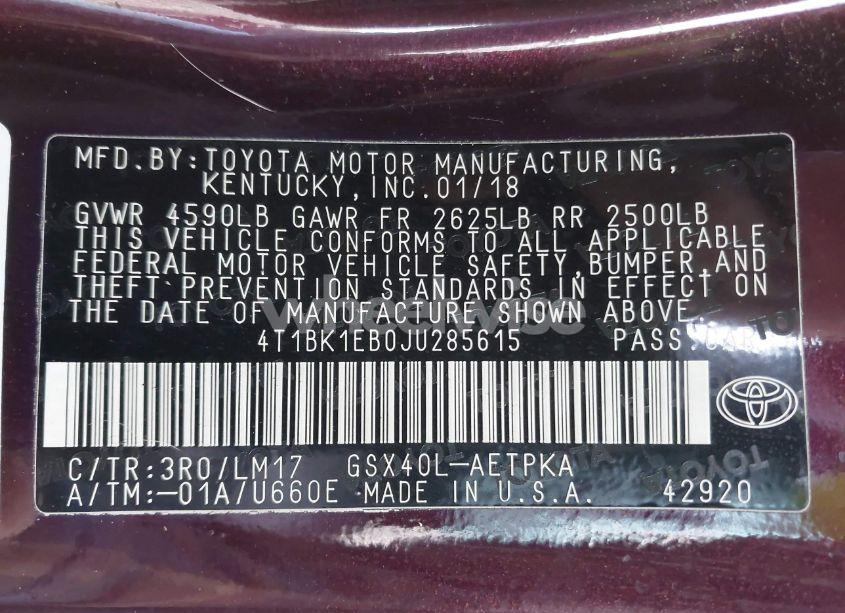 MFD.BY:TOYOTA MOTOR MANUFACTURING,
KENTUCKY,INC.01/18
GVWR 4590LB GAWR FR 2625LB RR 2500LB
THIS VEHICLE CONFORMS TO ALL APPLICABLE
FEDERAL MOTOR VEHICLE SAFETY,BUMPER,AND
THEFT PREVENTION STANDARDS IN EFFECT ON
THE DATE OF MANUFACTURE SHOWN ABOVE.
4T1BK1EB0JU285615 PASS.CAR
C/TR:3R0/LM17 GSX40L-AETPKA
A/TM:-01A/U660E MADE IN U.S.A. 42920